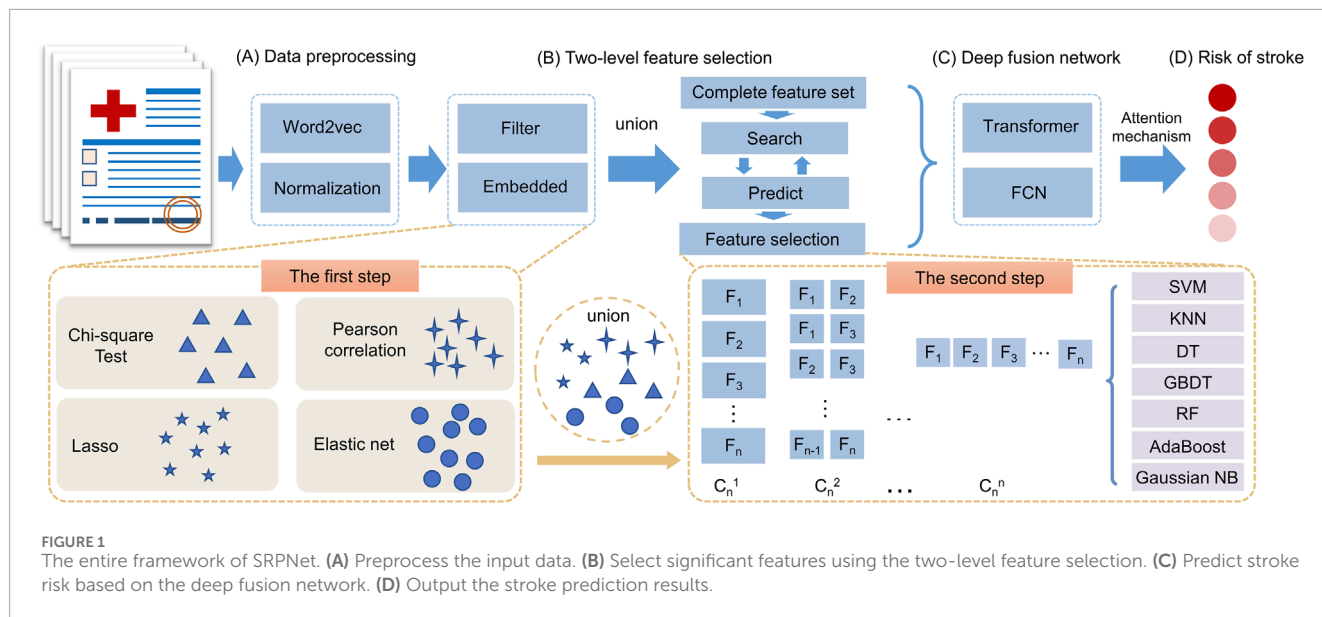 (A) Data preprocessing
(B) Two-level feature selection
(C) Deep fusion network
(D) Risk of stroke
Word2vec
Normalization
Filter
Embedded
union
Complete feature set
Search
Predict
Feature selection
Transformer
FCN
Attention
mechanism
The first step
Chi-square
Test
Pearson
correlation
Lasso
Elastic net
union
The second step
F1
F2
F3
⋮
Fn
F1 F2
F1 F3
F2 F3
⋮
Fn-1 Fn
...
F1 F2 F3 ... Fn
Cn1 Cn2 ... Cnn
SVM
KNN
DT
GBDT
RF
AdaBoost
Gaussian NB
FIGURE 1
The entire framework of SRPNet. (A) Preprocess the input data. (B) Select significant features using the two-level feature selection. (C) Predict stroke
risk based on the deep fusion network. (D) Output the stroke prediction results.